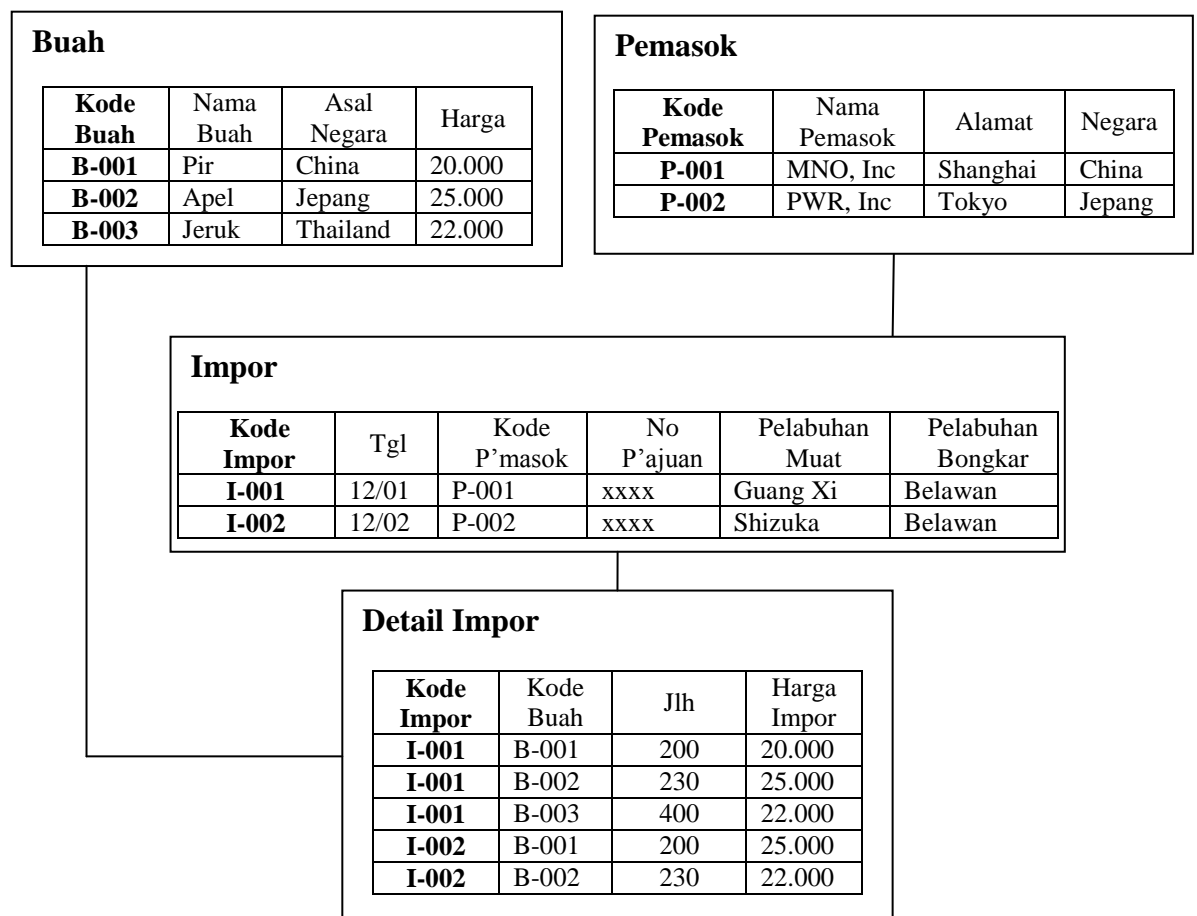 Buah
Kode Buah Nama Buah Asal Negara Harga
B-001 Pir China 20.000
B-002 Apel Jepang 25.000
B-003 Jeruk Thailand 22.000
Pemasok
Kode Pemasok Nama Pemasok Alamat Negara
P-001 MNO, Inc Shanghai China
P-002 PWR, Inc Tokyo Jepang
Impor
Kode Impor Tgl Kode P’masok No P’ajuan Pelabuhan Muat Pelabuhan Bongkar
I-001 12/01 P-001 xxxx Guang Xi Belawan
I-002 12/02 P-002 xxxx Shizuka Belawan
Detail Impor
Kode Impor Kode Buah Jlh Harga Impor
I-001 B-001 200 20.000
I-001 B-002 230 25.000
I-001 B-003 400 22.000
I-002 B-001 200 25.000
I-002 B-002 230 22.000